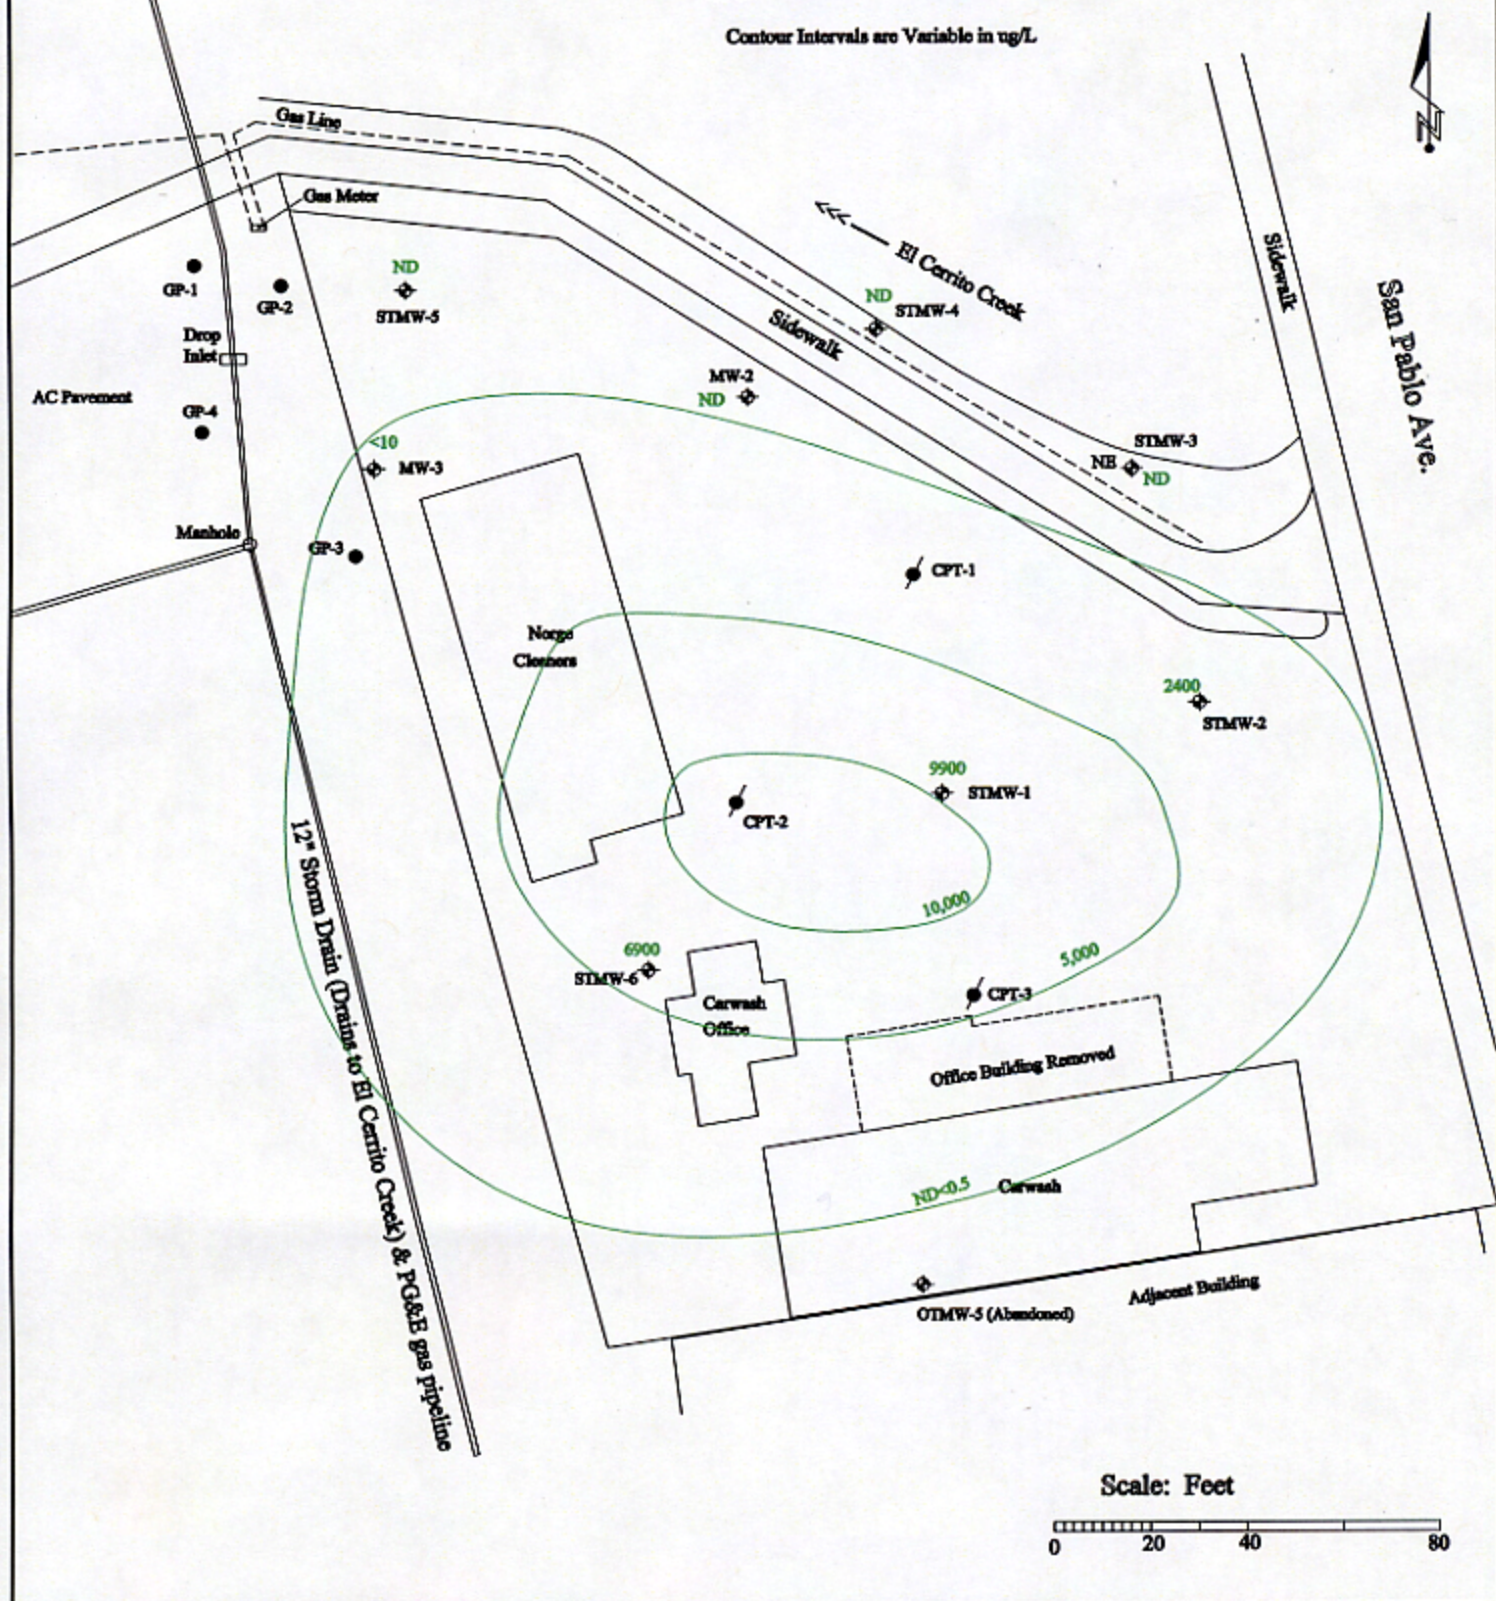 Contour Intervals are Variable in ug/L
N
Gas Line
Gas Meter
El Cerrito Creek
Sidewalk
San Pablo Ave.
GP-1
GP-2
ND
STMW-5
ND
STMW-4
Sidewalk
Drop
Inlet
AC Pavement
GP-4
MW-2
ND
<10
MW-3
STMW-3
NE
ND
Manhole
GP-3
CPT-1
Norge
Cleaners
2400
STMW-2
9900
STMW-1
CPT-2
10,000
5,000
6900
STMW-6
Carwash
Office
CPT-3
Office Building Removed
12" Storm Drain (Drains to El Cerrito Creek) & PG&E gas pipeline
ND<0.5
Carwash
OTMW-5 (Abandoned)
Adjacent Building
Scale: Feet
0 20 40 80